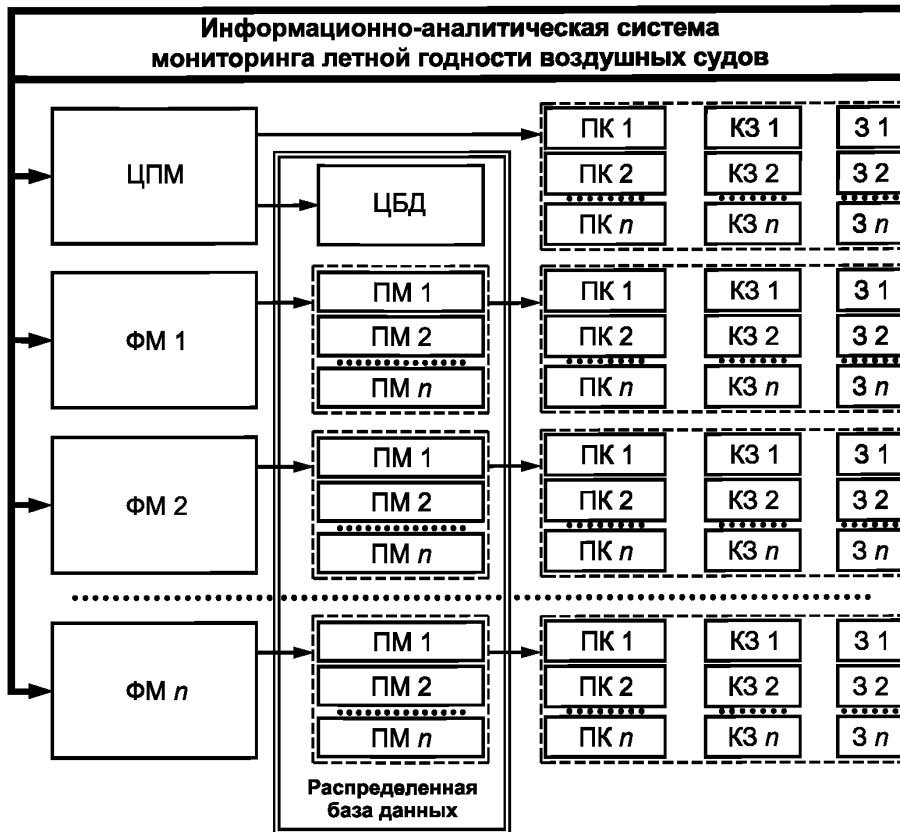 Информационно-аналитическая система
мониторинга летной годности воздушных судов
ЦПМ
ЦБД
ПК 1 КЗ 1 З 1
ПК 2 КЗ 2 З 2
ПК n КЗ n З n
ФМ 1
ПМ 1
ПМ 2
ПМ n
ПК 1 КЗ 1 З 1
ПК 2 КЗ 2 З 2
ПК n КЗ n З n
ФМ 2
ПМ 1
ПМ 2
ПМ n
ПК 1 КЗ 1 З 1
ПК 2 КЗ 2 З 2
ПК n КЗ n З n
ФМ n
ПМ 1
ПМ 2
ПМ n
ПК 1 КЗ 1 З 1
ПК 2 КЗ 2 З 2
ПК n КЗ n З n
Распределенная
база данных